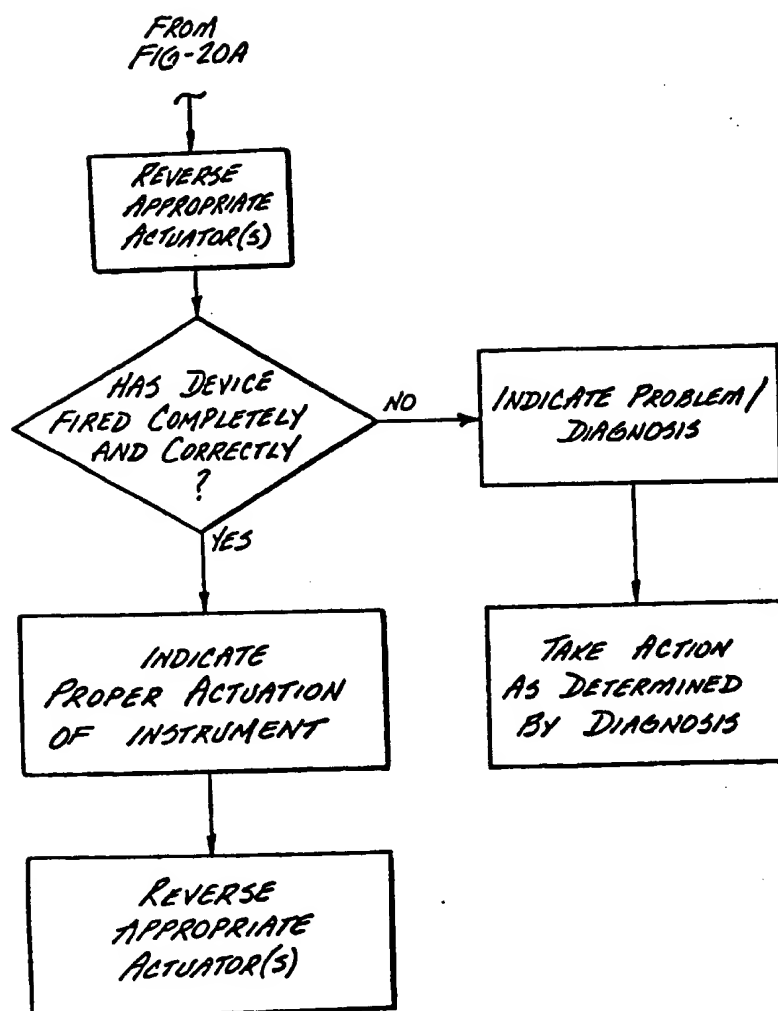 FROM
FIG-20A
REVERSE
APPROPRIATE
ACTUATOR(S)
HAS DEVICE
FIRED COMPLETELY
AND CORRECTLY
?
NO
INDICATE PROBLEM/
DIAGNOSIS
YES
INDICATE
PROPER ACTUATION
OF INSTRUMENT
TAKE ACTION
AS DETERMINED
BY DIAGNOSIS
REVERSE
APPROPRIATE
ACTUATOR(S)